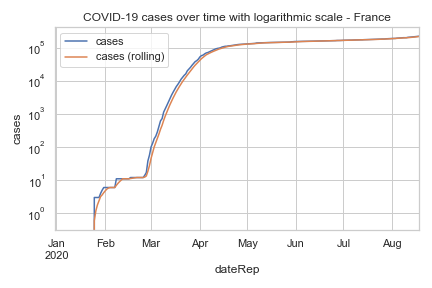 COVID-19 cases over time with logarithmic scale - France
cases
cases (rolling)
10^5
10^4
10^3
10^2
10^1
10^0
cases
Jan Feb Mar Apr May Jun Jul Aug
2020
dateRep